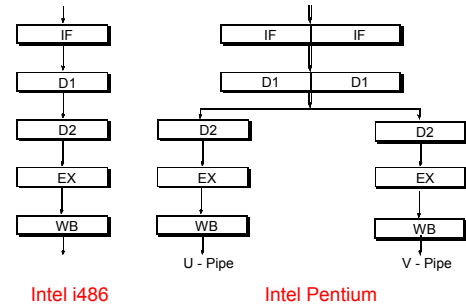 IF
D1
D2
EX
WB
Intel i486
IF IF
D1 D1
D2
EX
WB
U - Pipe
D2
EX
WB
V - Pipe
Intel Pentium